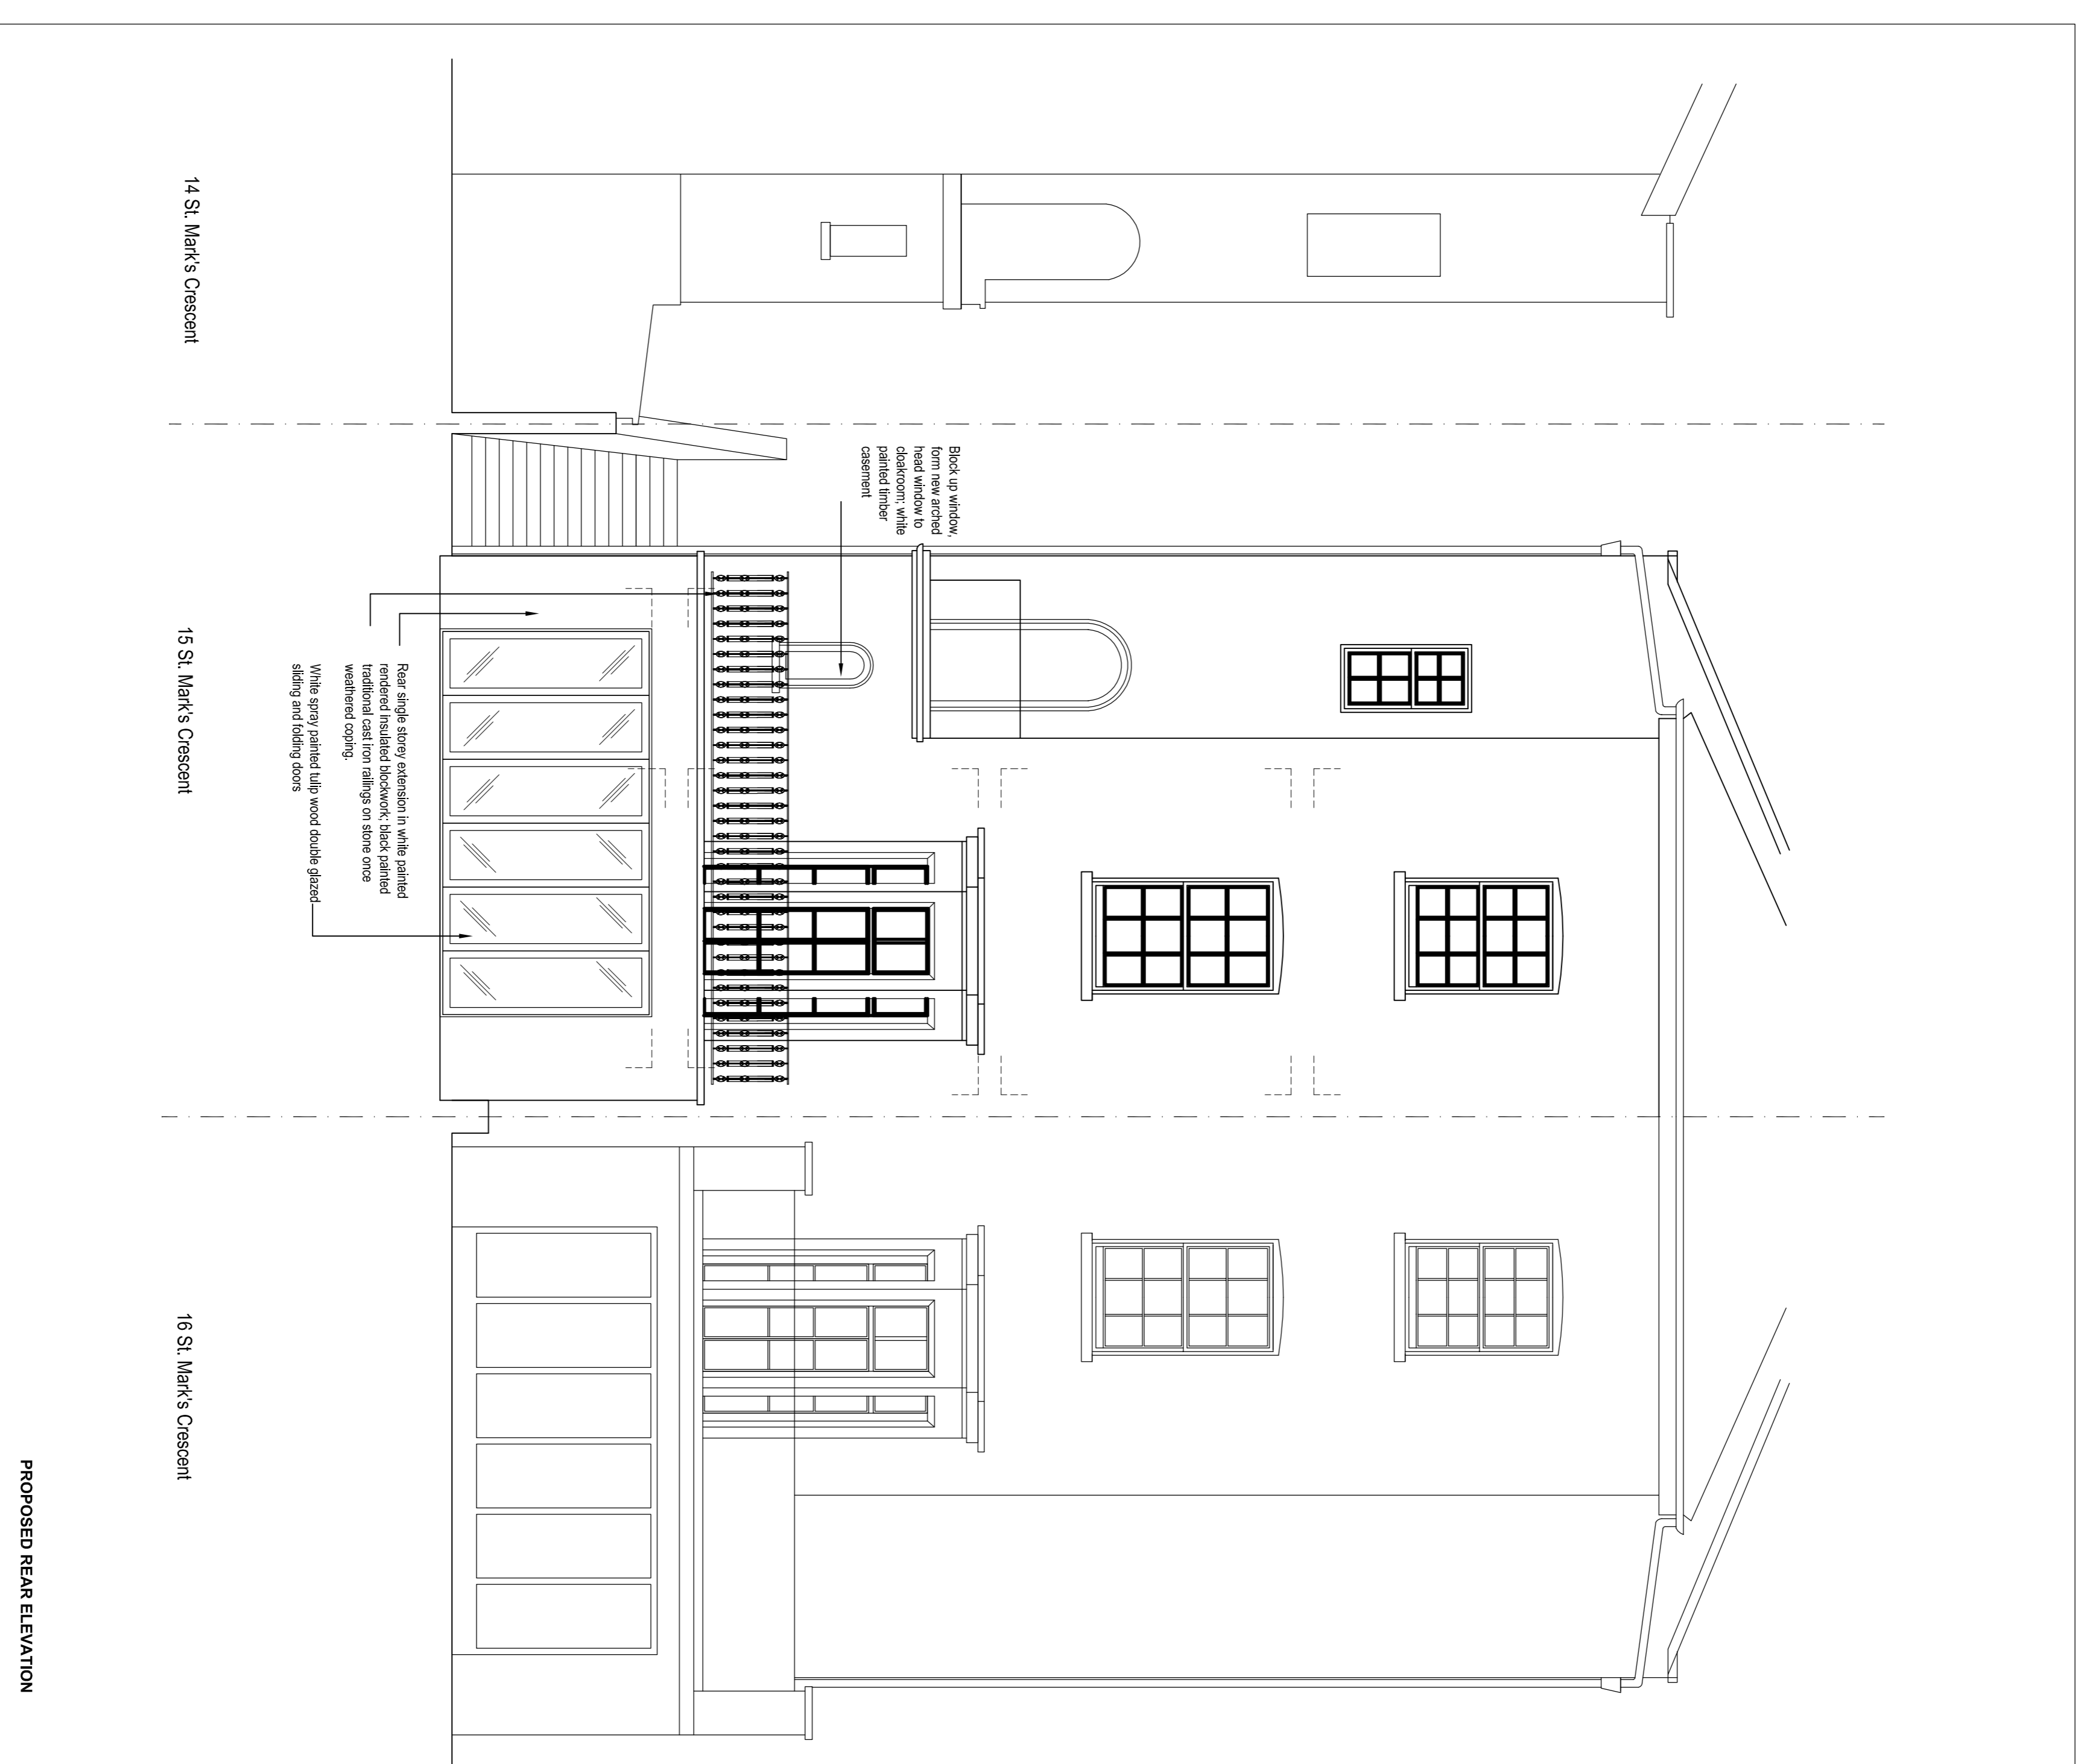 Block up window,
form new arched
head window to
cloakroom; white
painted timber
casement
Rear single storey extension in white painted
rendered insulated blockwork; black painted
traditional cast iron railings on stone once
weathered coping.
White spray painted tulip wood double glazed
sliding and folding doors
14 St. Mark's Crescent
15 St. Mark's Crescent
16 St. Mark's Crescent
PROPOSED REAR ELEVATION